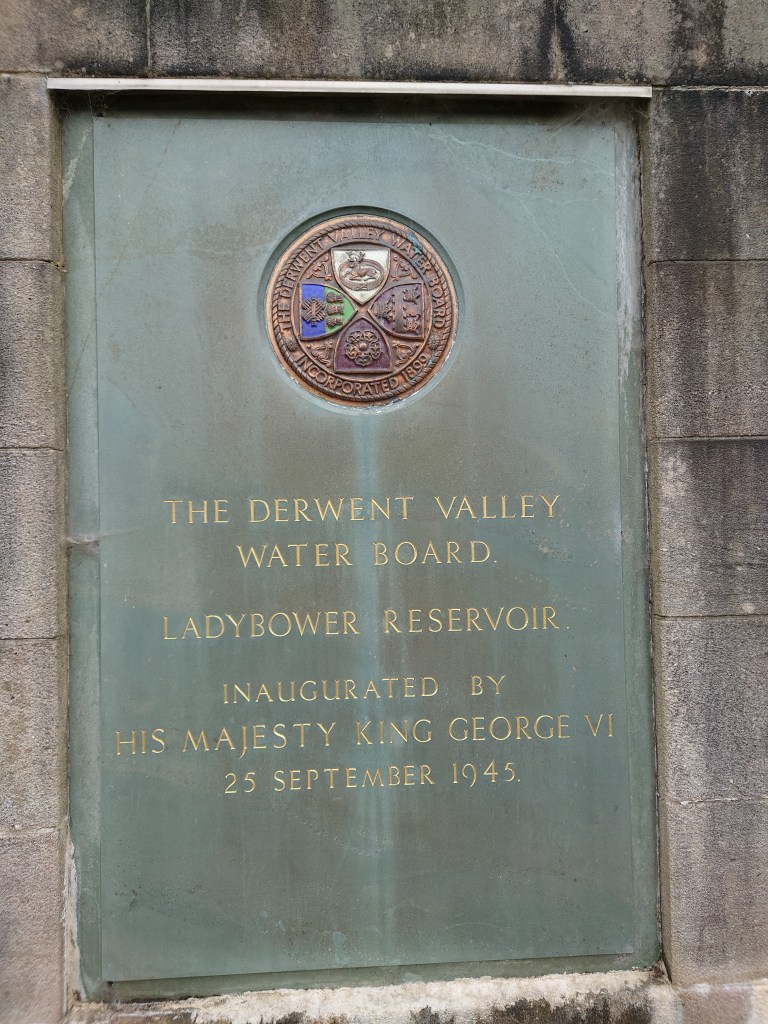 THE DERWENT VALLEY WATER BOARD
INCORPORATED 1899
THE DERWENT VALLEY
WATER BOARD.
LADYBOWER RESERVOIR.
INAUGURATED BY
HIS MAJESTY KING GEORGE VI
25 SEPTEMBER 1945.